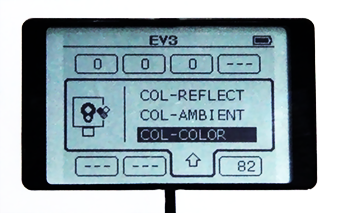 EV3
0 0 0 ---
COL-REFLECT
COL-AMBIENT
COL-COLOR
--- --- 82